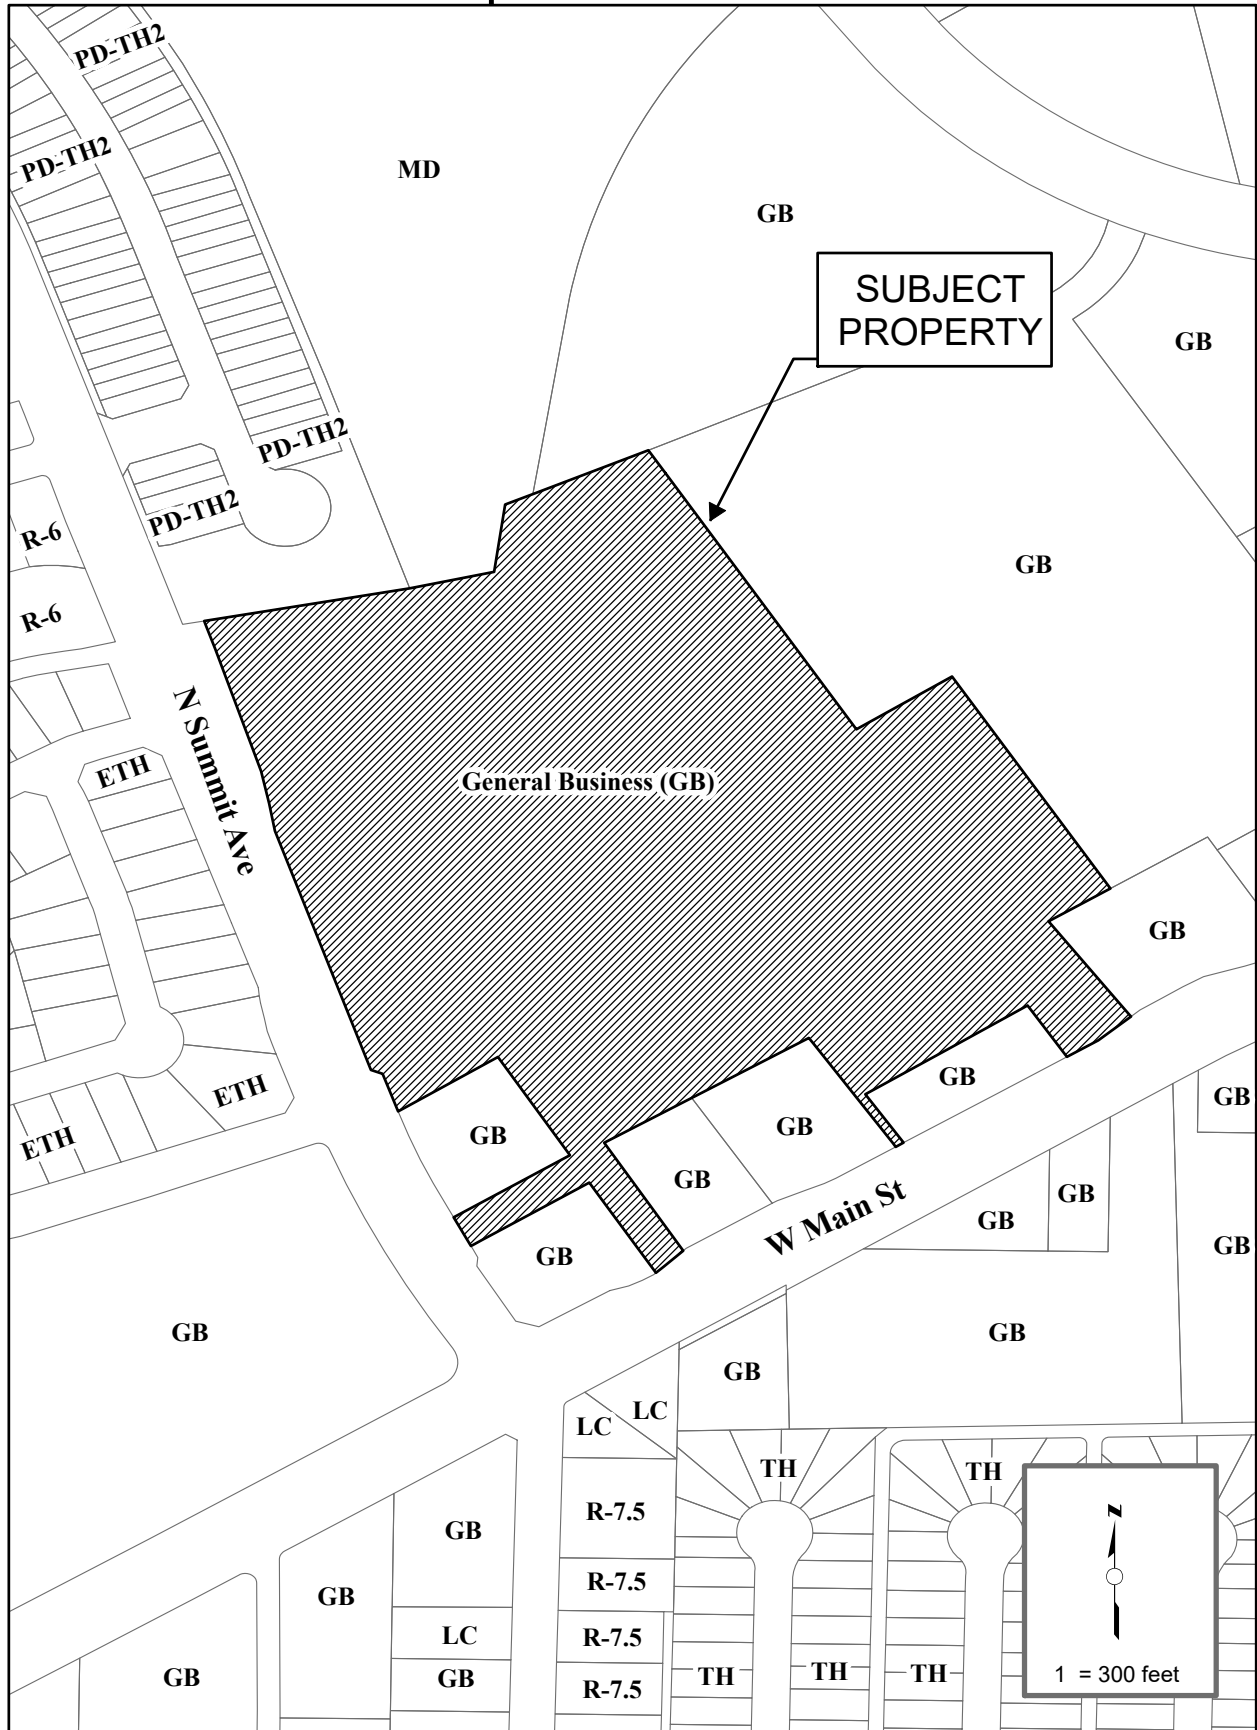 PD-TH2
PD-TH2
MD
GB
SUBJECT
PROPERTY
GB
PD-TH2
PD-TH2
R-6
GB
R-6
N Summit Ave
ETH
General Business (GB)
GB
GB
ETH
GB
GB
GB
ETH
GB
GB
GB
W Main St
GB
GB
GB
GB
GB
GB
LC
LC
TH
TH
R-7.5
GB
R-7.5
GB
LC
R-7.5
GB
GB
R-7.5
TH
TH
TH
N
1 = 300 feet